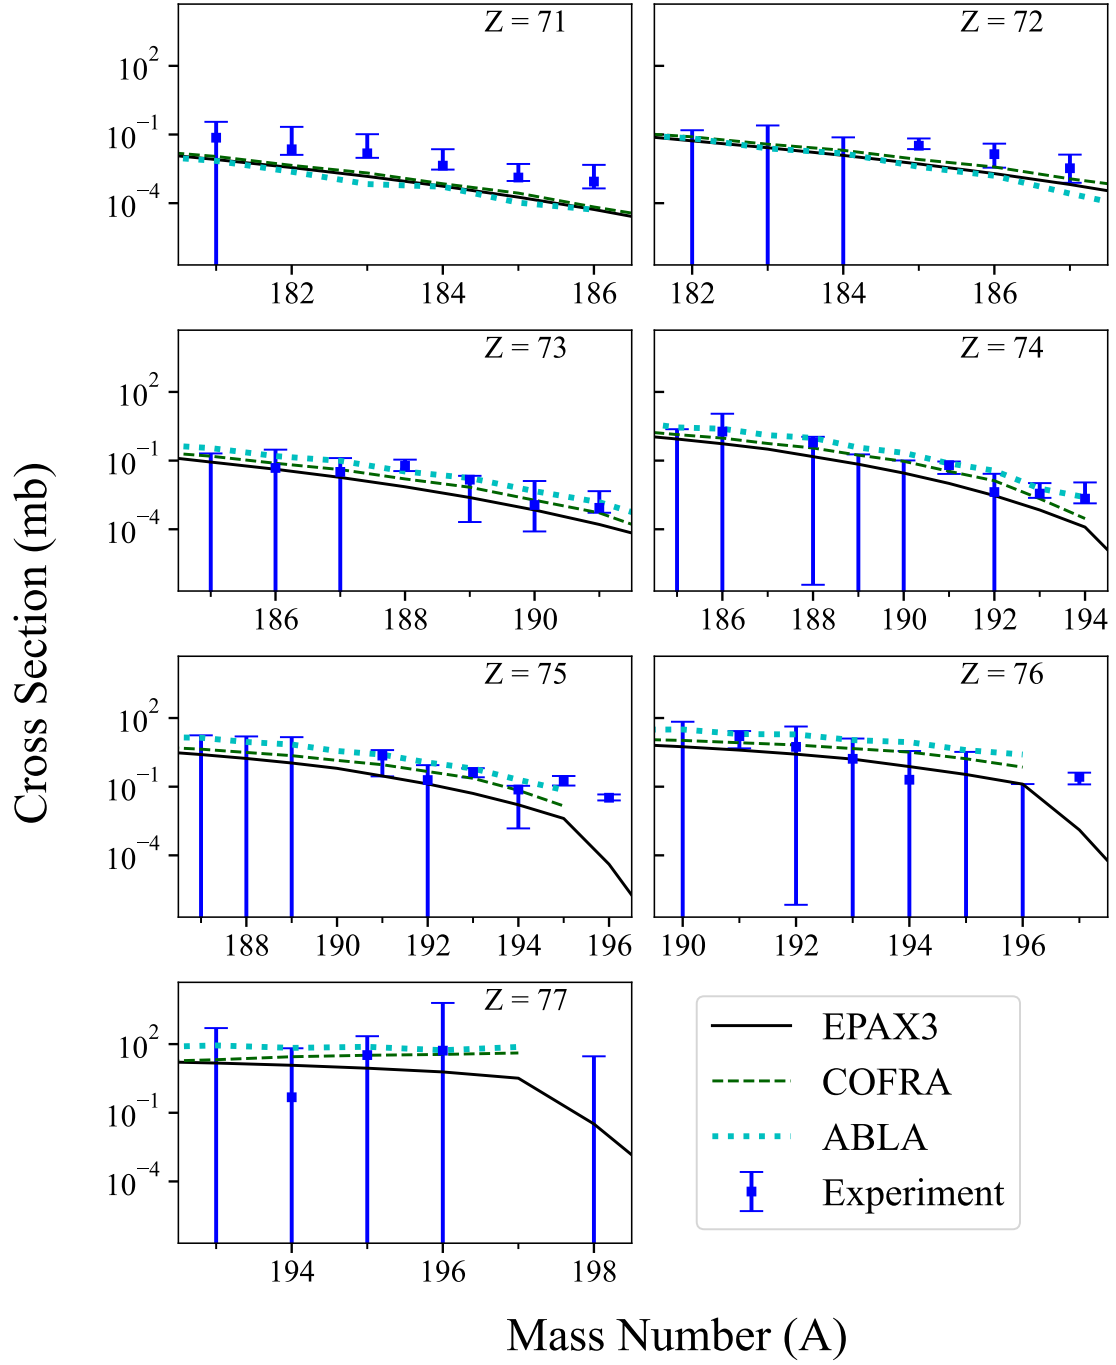 Z = 71
Z = 72
10^2
10^−1
10^−4
182
184
186
182
184
186
Z = 73
Z = 74
10^2
10^−1
10^−4
186
188
190
186
188
190
192
194
Z = 75
Z = 76
10^2
10^−1
10^−4
188
190
192
194
196
190
192
194
196
Z = 77
10^2
10^−1
10^−4
194
196
198
EPAX3
COFRA
ABLA
Experiment
Cross Section (mb)
Mass Number (A)